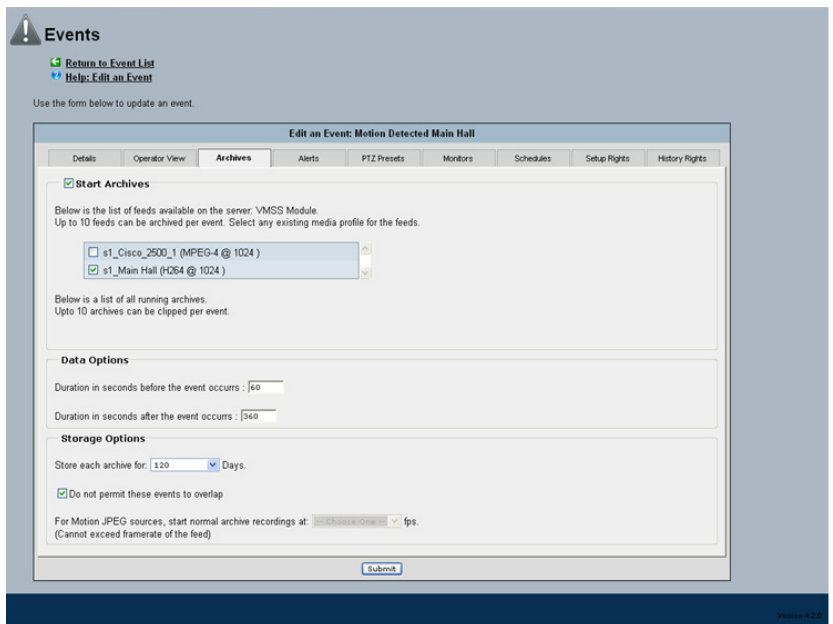 Events
Return to Event List
Help: Edit an Event
Use the form below to update an event.
Edit an Event: Motion Detected Main Hall
Details Operator View Archives Alerts PTZ Presets Monitors Schedules Setup Rights History Rights
Start Archives
Below is the list of feeds available on the server: VMSS Module.
Up to 10 feeds can be archived per event. Select any existing media profile for the feeds.
s1_Cisco_2500_1 (MPEG-4 @ 1024 )
s1_Main Hall (H264 @ 1024 )
Below is a list of all running archives.
Upto 10 archives can be clipped per event.
Data Options
Duration in seconds before the event occurrs : 60
Duration in seconds after the event occurrs : 360
Storage Options
Store each archive for: 120 Days.
Do not permit these events to overlap
For Motion JPEG sources, start normal archive recordings at: -- Choose One -- fps.
(Cannot exceed framerate of the feed)
Submit
Version 4.2.0